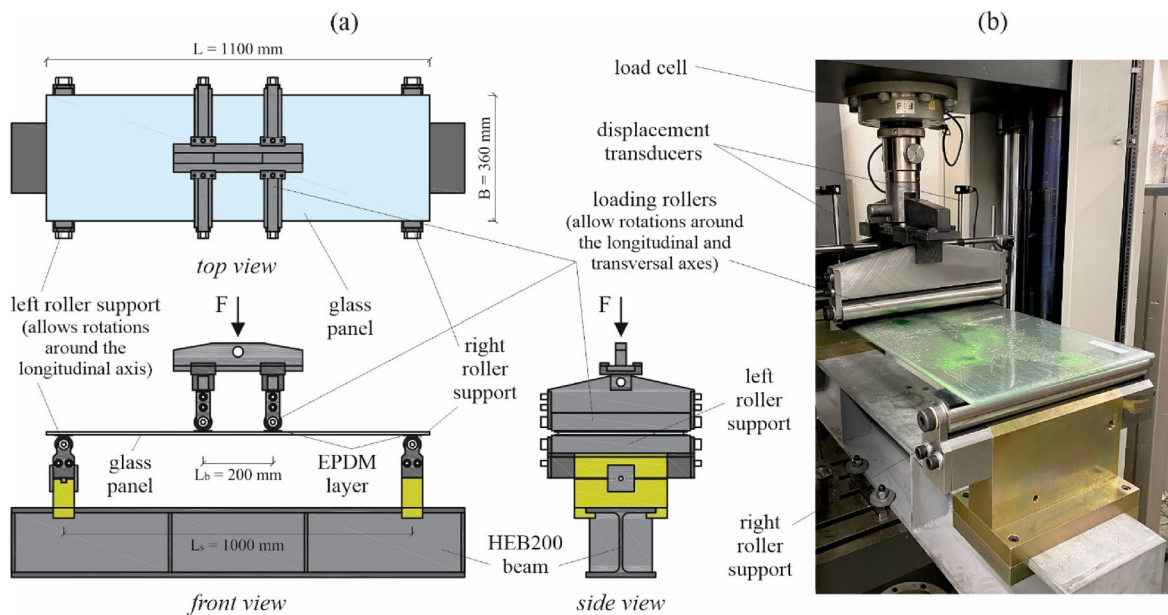 (a)
(b)
L = 1100 mm
B = 360 mm
top view
load cell
displacement
transducers
loading rollers
(allow rotations around
the longitudinal and
transversal axes)
left roller support
(allows rotations
around the
longitudinal axis)
F
glass
panel
right
roller
support
F
left
roller
support
glass
panel
Lb = 200 mm
EPDM
layer
Ls = 1000 mm
HEB200
beam
right
roller
support
front view
side view